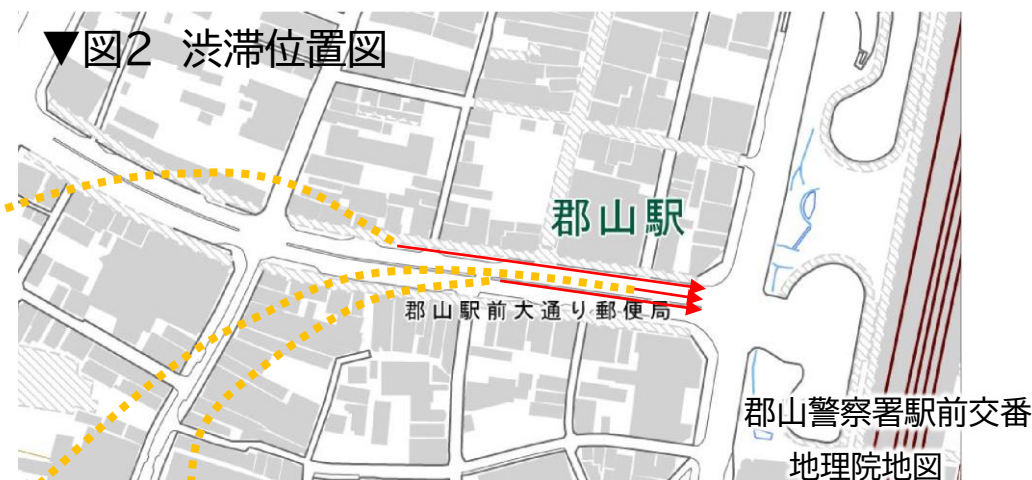 ▼図2 渋滞位置図
郡山駅
郡山駅前大通り郵便局
郡山警察署駅前交番
地理院地図